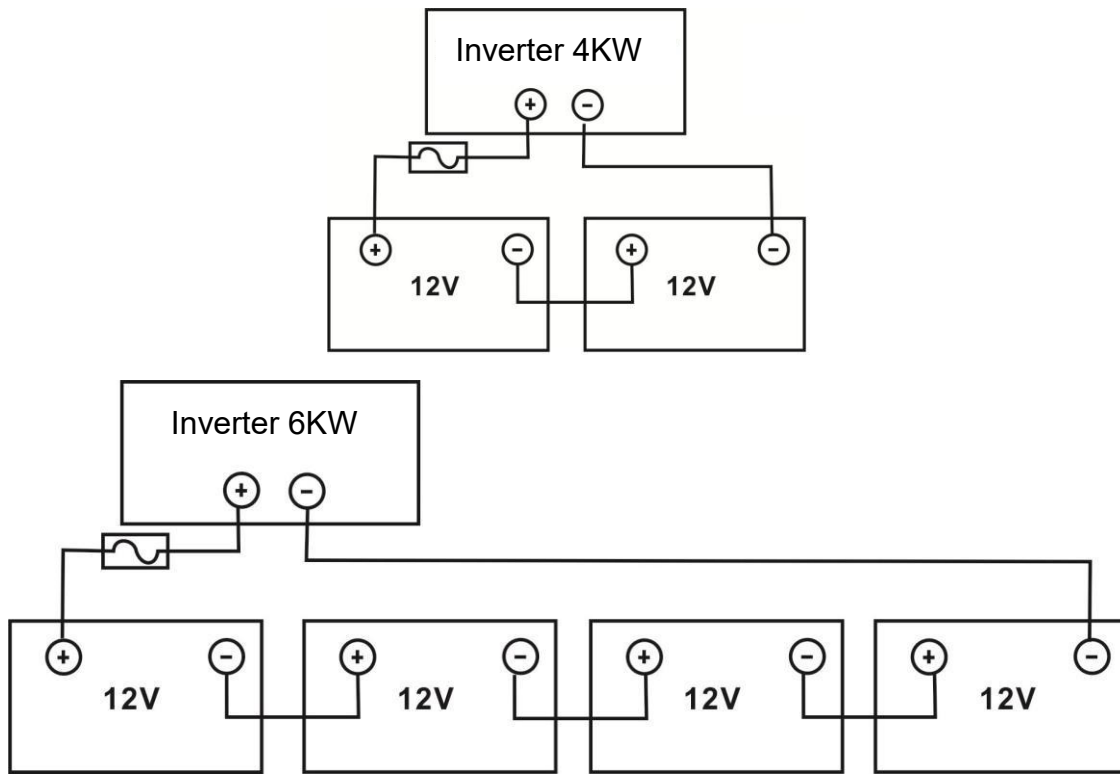 Inverter 4KW
+ -
+ - + -
12V 12V
Inverter 6KW
+ -
+ - + - + - + -
12V 12V 12V 12V